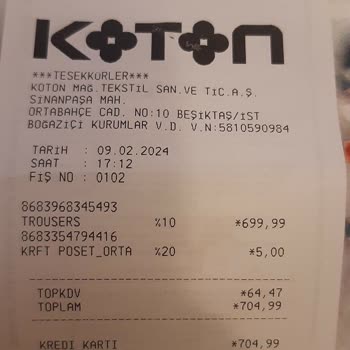 KOTON
***TESEKKÜRLER***
KOTON MAĞ.TEKSTİL SAN.VE TİC.A.Ş.
SİNANPAŞA MAH.
ORTABAHÇE CAD. NO:10 BEŞİKTAŞ/İST
BOĞAZİÇİ KURUMLAR V.D. V.N:5810590984
TARİH : 09.02.2024
SAAT : 17:12
FİŞ NO : 0102
8683968345493
TROUSERS %10 *699,99
8683354794416
KRFT POSET_ORTA %20 *5,00
TOPKDV *64,47
TOPLAM *704,99
KREDİ KARTI *704,99